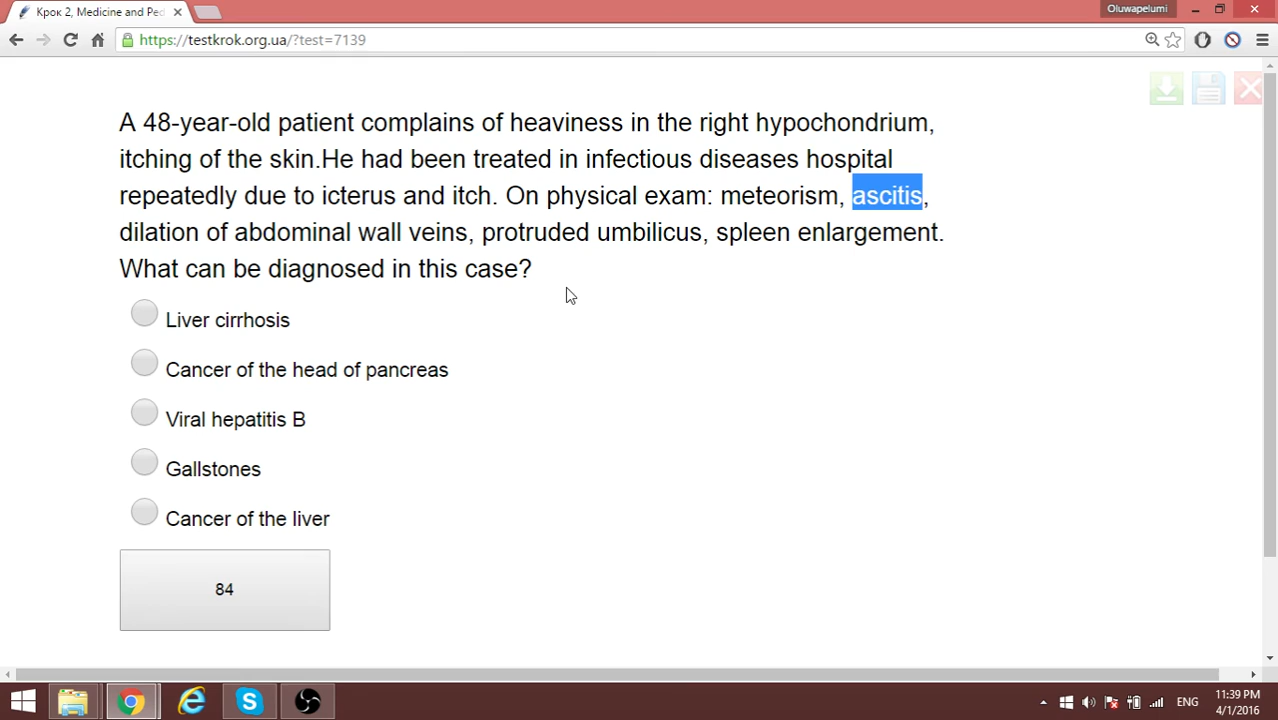 Крок 2, Medicine and Ped
Oluwapelumi
https://testkrok.org.ua/?test=7139
A 48-year-old patient complains of heaviness in the right hypochondrium,
itching of the skin.He had been treated in infectious diseases hospital
repeatedly due to icterus and itch. On physical exam: meteorism, ascitis,
dilation of abdominal wall veins, protruded umbilicus, spleen enlargement.
What can be diagnosed in this case?
Liver cirrhosis
Cancer of the head of pancreas
Viral hepatitis B
Gallstones
Cancer of the liver
84
ENG
11:39 PM
4/1/2016